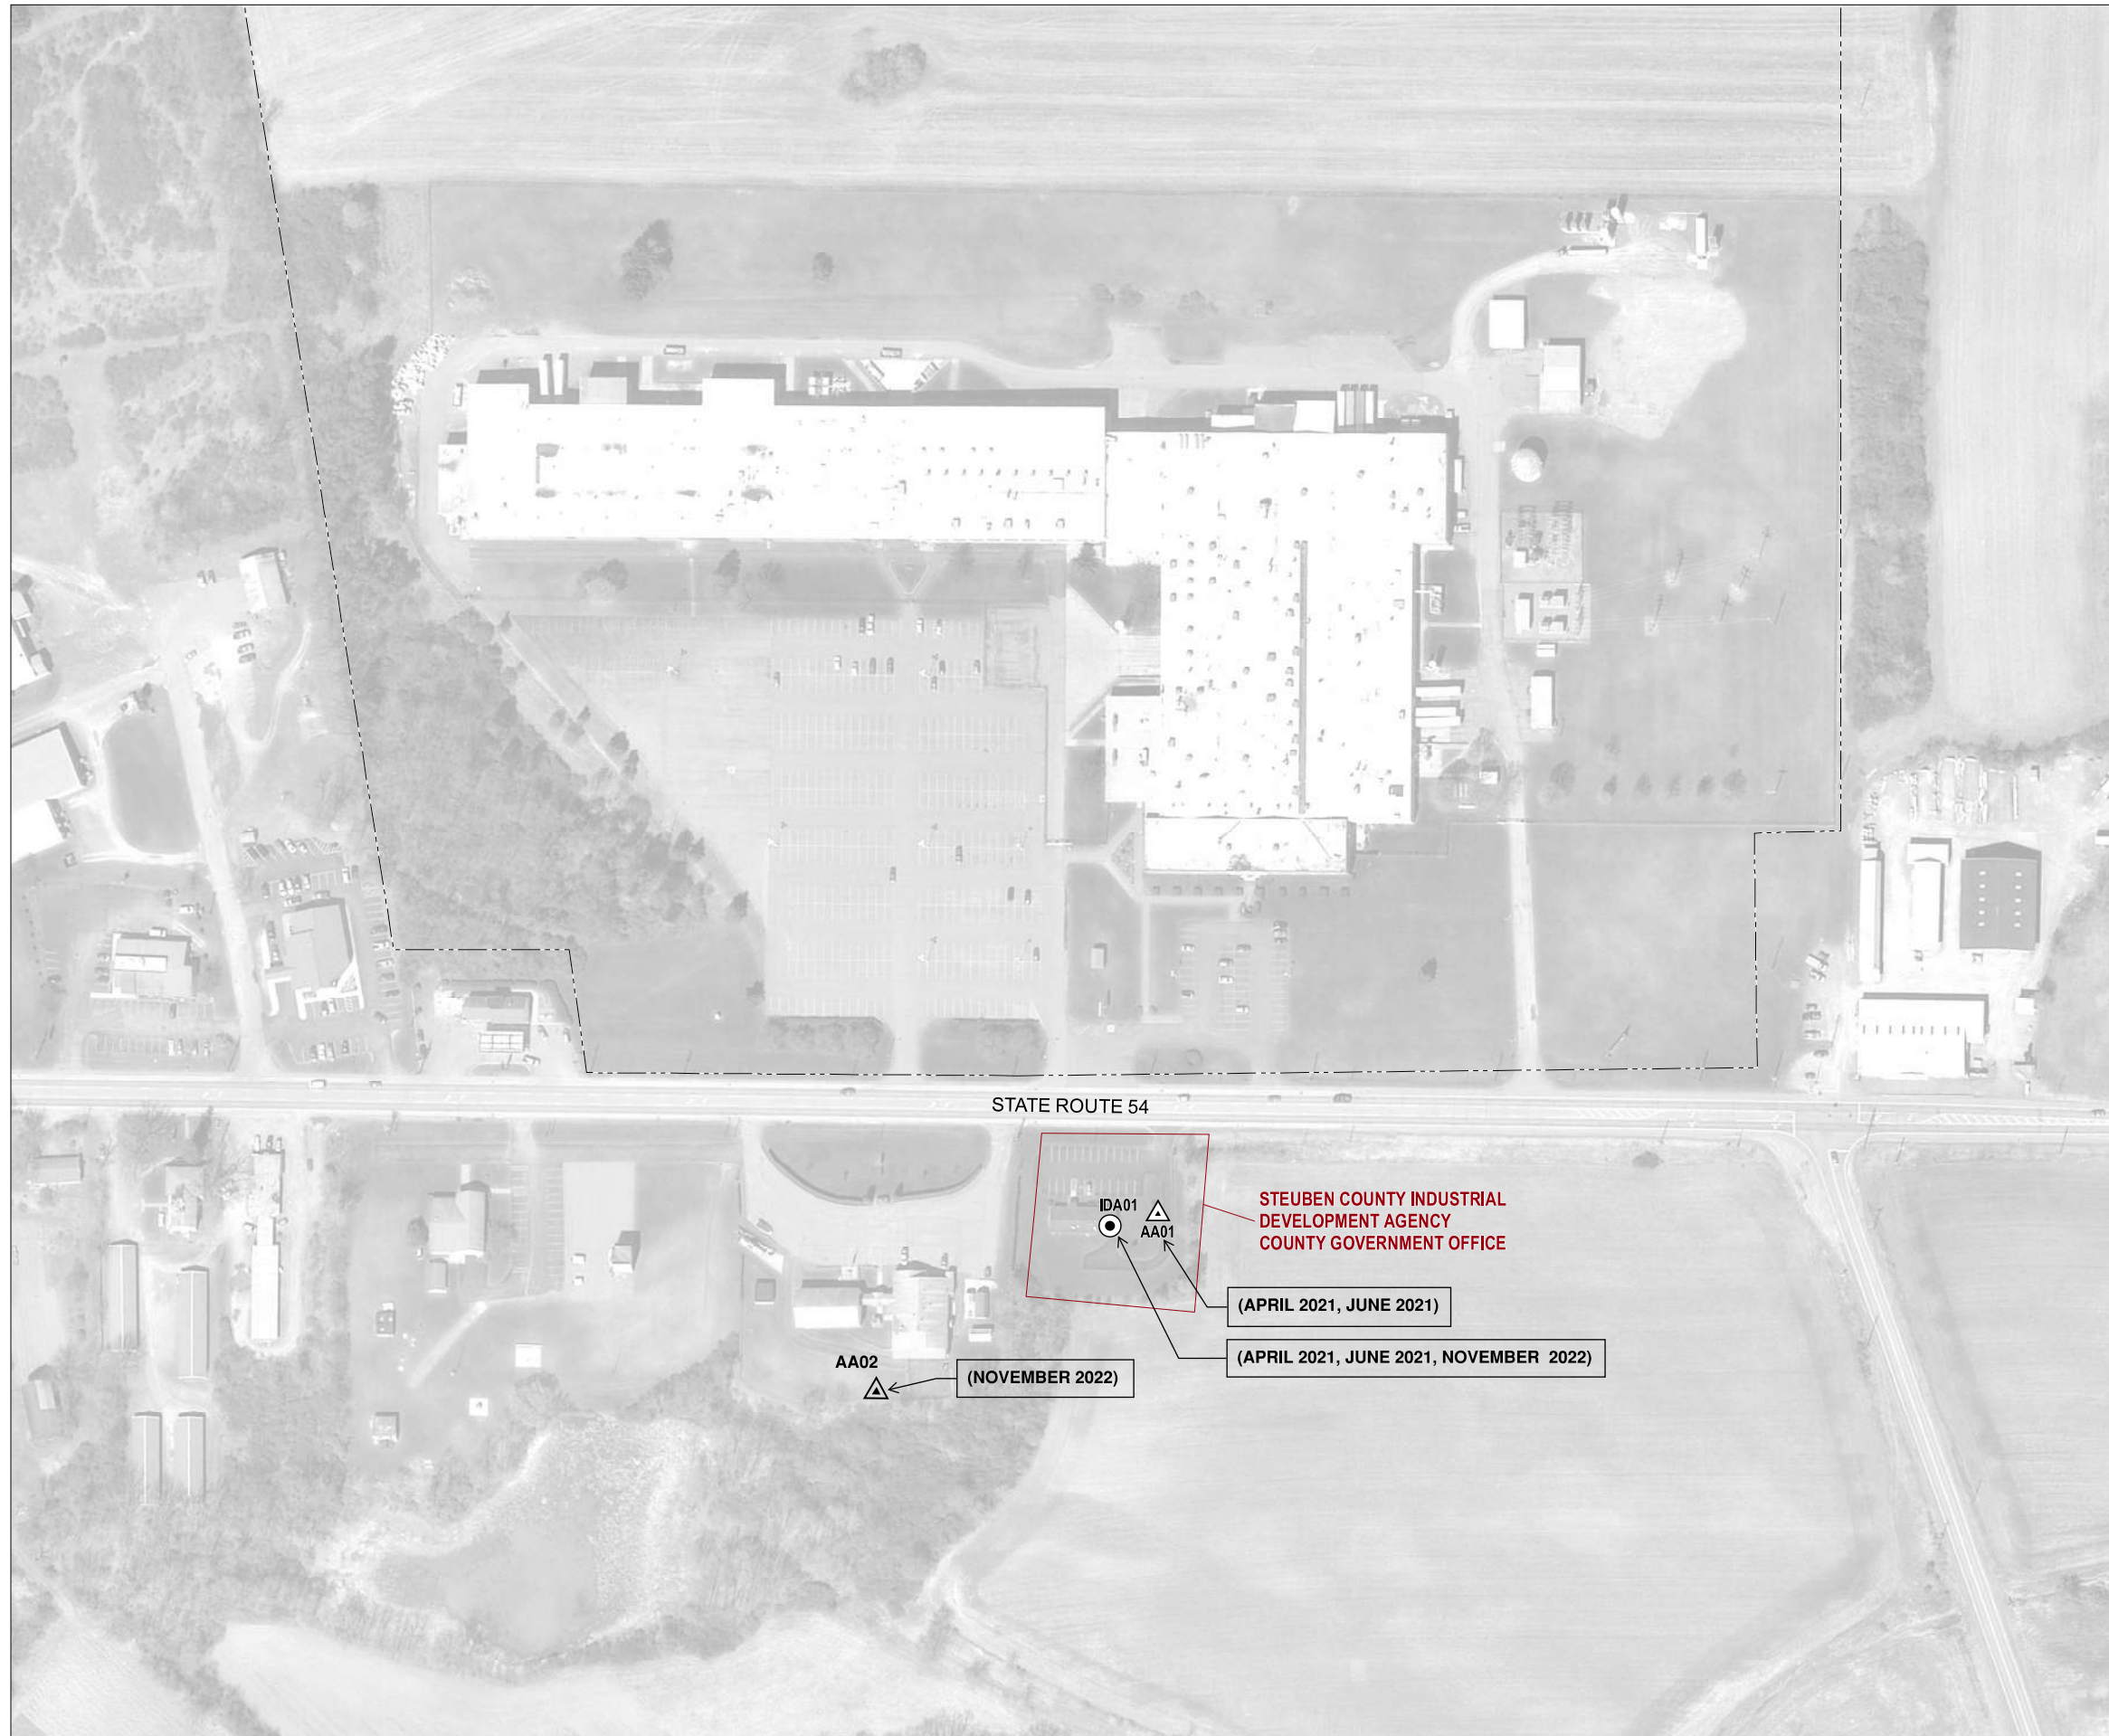 STATE ROUTE 54
IDA01
AA01
STEUBEN COUNTY INDUSTRIAL
DEVELOPMENT AGENCY
COUNTY GOVERNMENT OFFICE
(APRIL 2021, JUNE 2021)
(APRIL 2021, JUNE 2021, NOVEMBER 2022)
AA02
(NOVEMBER 2022)